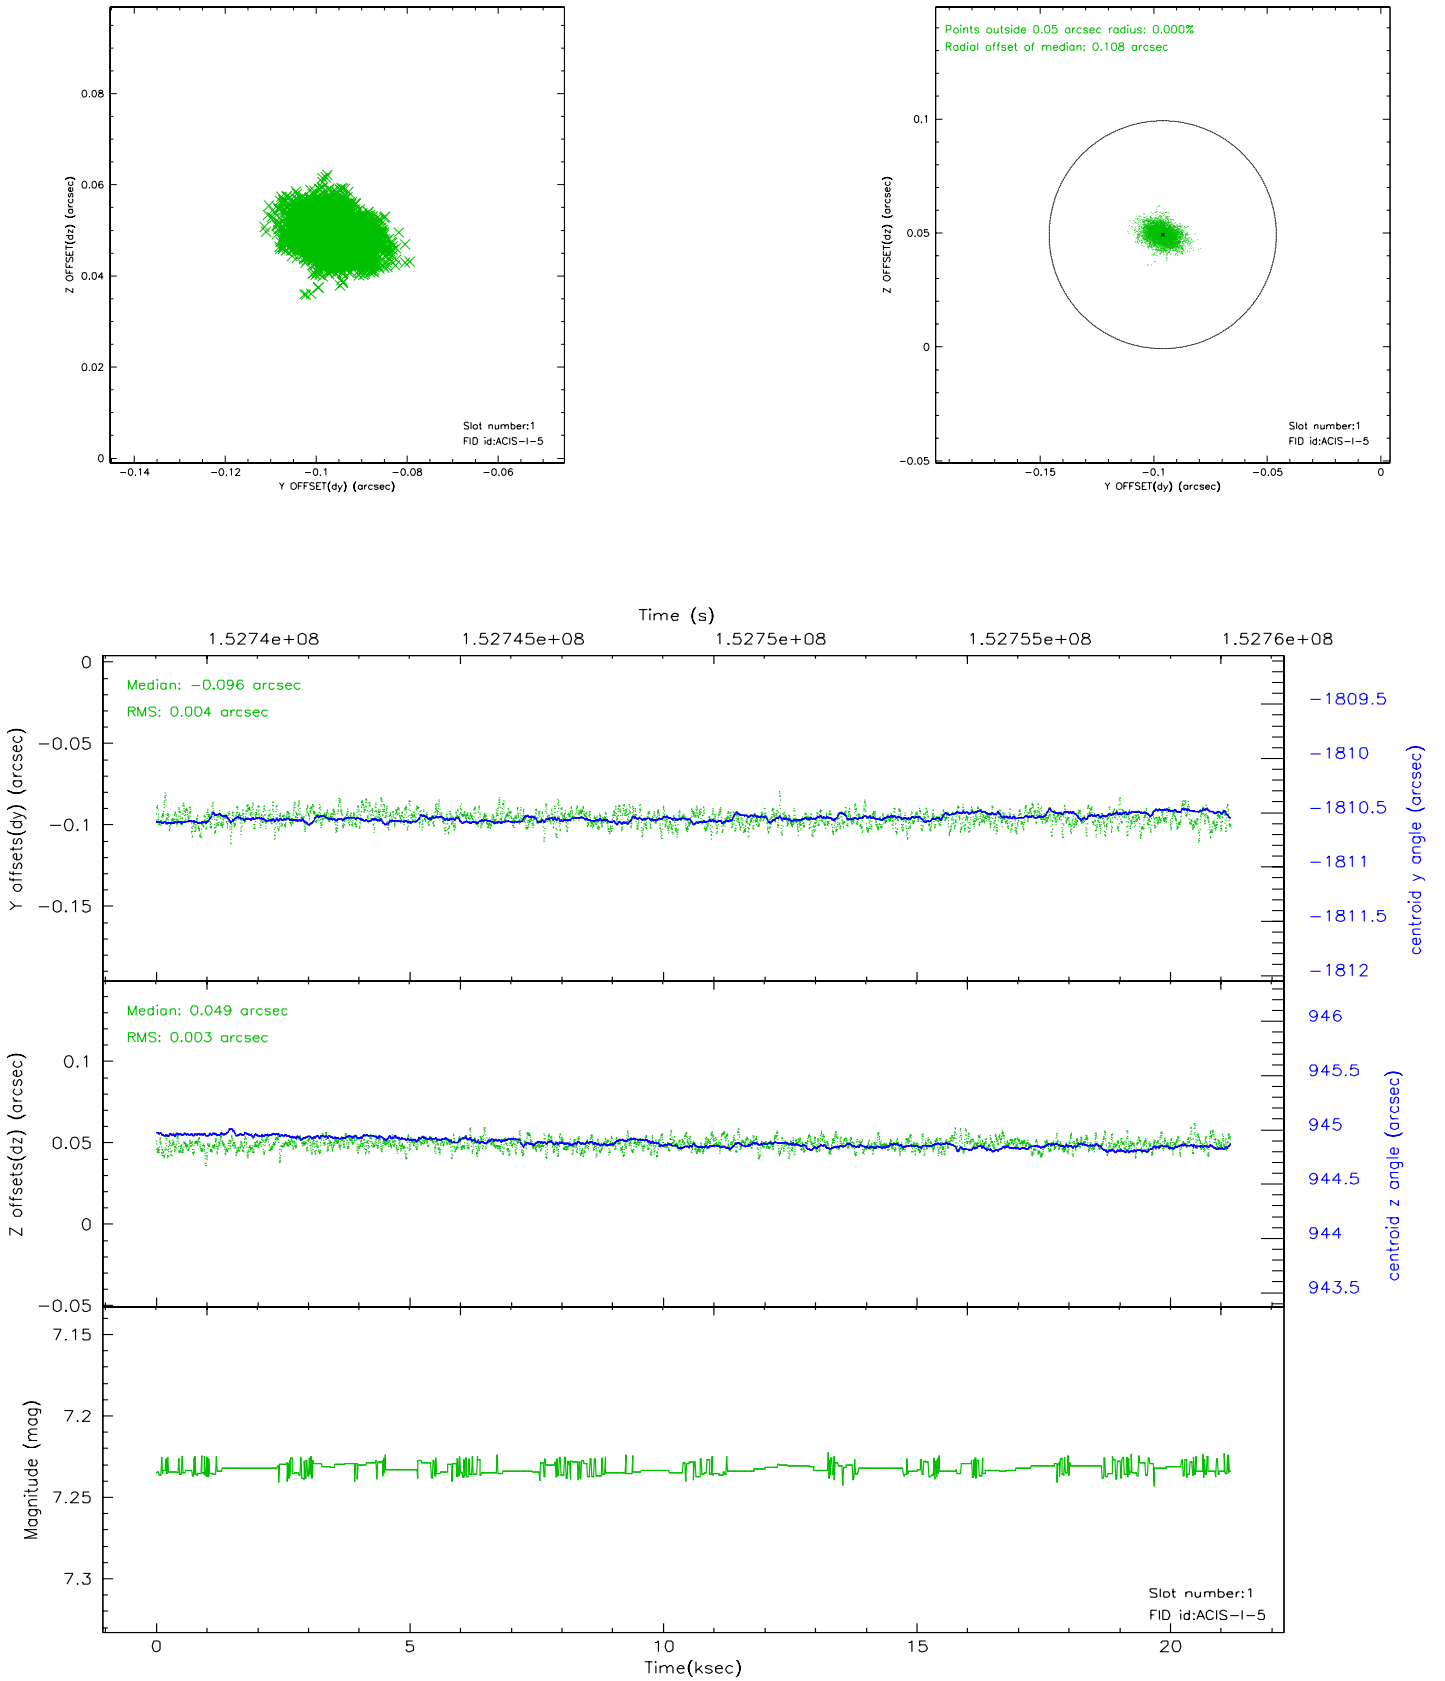 0.08
0.06
0.04
0.02
0
Z OFFSET(dz) (arcsec)
Slot number:1
FID id:ACIS-I-5
-0.14 -0.12 -0.1 -0.08 -0.06
Y OFFSET(dy) (arcsec)
Points outside 0.05 arcsec radius: 0.000%
Radial offset of median: 0.108 arcsec
0.1
0.05
0
-0.05
Z OFFSET(dz) (arcsec)
Slot number:1
FID id:ACIS-I-5
-0.15 -0.1 -0.05 0
Y OFFSET(dy) (arcsec)
Time (s)
1.5274e+08 1.52745e+08 1.5275e+08 1.52755e+08 1.5276e+08
Median: -0.096 arcsec
RMS: 0.004 arcsec
0
-0.05
-0.1
-0.15
Y offsets(dy) (arcsec)
-1809.5
-1810
-1810.5
-1811
-1811.5
-1812
centroid y angle (arcsec)
Median: 0.049 arcsec
RMS: 0.003 arcsec
0.1
0.05
0
-0.05
Z offsets(dz) (arcsec)
946
945.5
945
944.5
944
943.5
centroid z angle (arcsec)
7.15
7.2
7.25
7.3
Magnitude (mag)
Slot number:1
FID id:ACIS-I-5
0 5 10 15 20
Time(ksec)